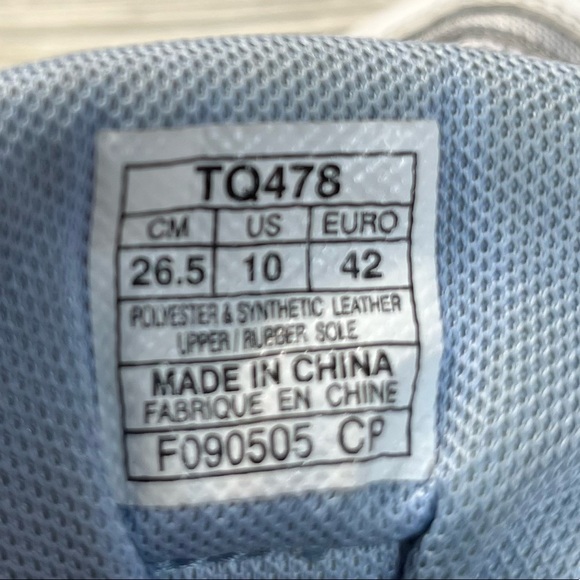 TQ478
CM US EURO
26.5 10 42
POLYESTER & SYNTHETIC LEATHER
UPPER / RUBBER SOLE
MADE IN CHINA
FABRIQUE EN CHINE
F090505 CP